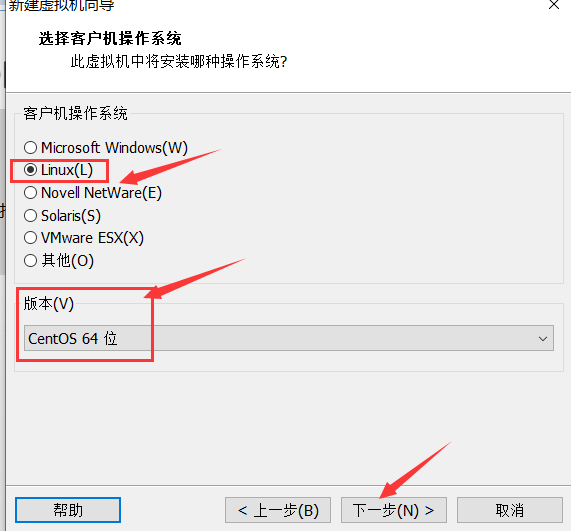 新建虚拟机向导
选择客户机操作系统
此虚拟机中将安装哪种操作系统?
客户机操作系统
Microsoft Windows(W)
Linux(L)
Novell NetWare(E)
Solaris(S)
VMware ESX(X)
其他(O)
版本(V)
CentOS 64 位
帮助
< 上一步(B)
下一步(N) >
取消